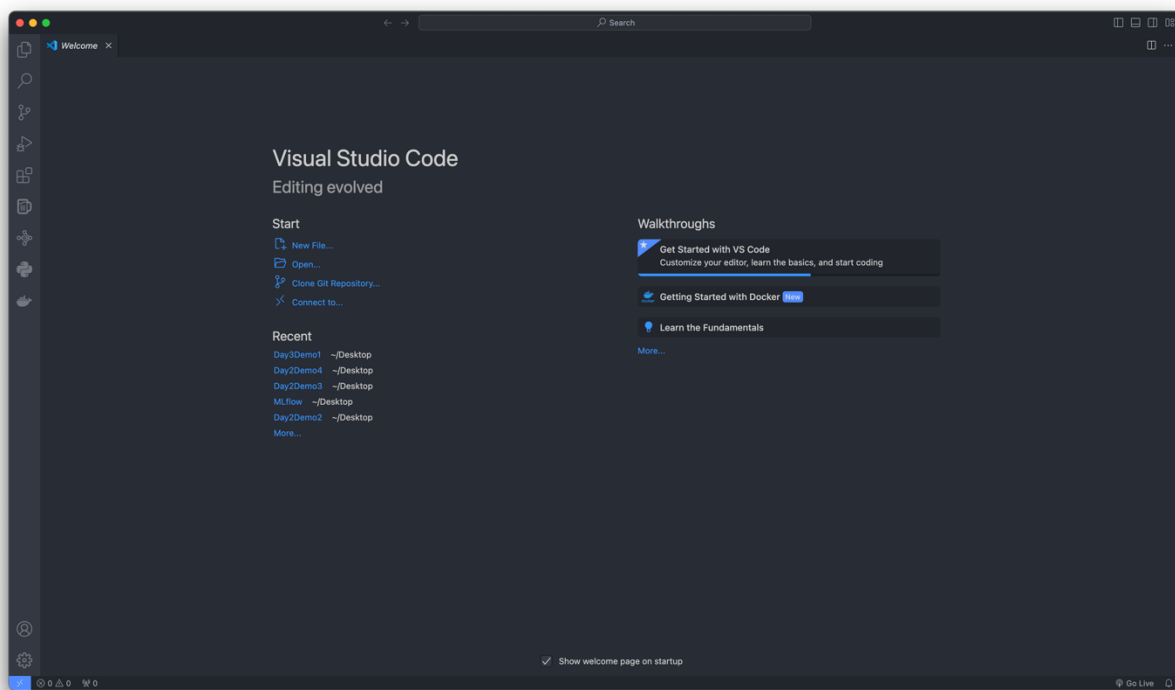 Search
Welcome
Visual Studio Code
Editing evolved
Start
New File...
Open...
Clone Git Repository...
Connect to...
Recent
Day3Demo1 ~/Desktop
Day2Demo4 ~/Desktop
Day2Demo3 ~/Desktop
MLflow ~/Desktop
Day2Demo2 ~/Desktop
More...
Walkthroughs
Get Started with VS Code
Customize your editor, learn the basics, and start coding
Getting Started with Docker New
Learn the Fundamentals
More...
Show welcome page on startup
0 0 0
Go Live